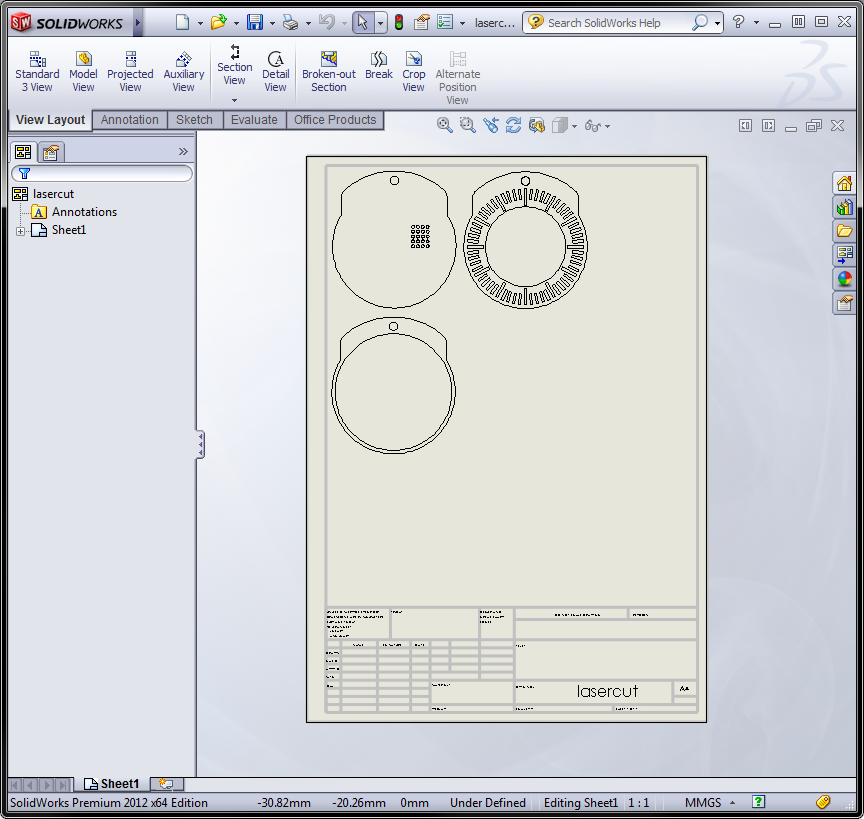 SW SOLIDWORKS
laserc...
Search SolidWorks Help
Standard 3 View
Model View
Projected View
Auxiliary View
Section View
Detail View
Broken-out Section
Break
Crop View
Alternate Position View
View Layout
Annotation
Sketch
Evaluate
Office Products
lasercut
A Annotations
Sheet1
lasercut
A4
Sheet1
SolidWorks Premium 2012 x64 Edition
-30.82mm
-20.26mm
0mm
Under Defined
Editing Sheet1
1 : 1
MMGS